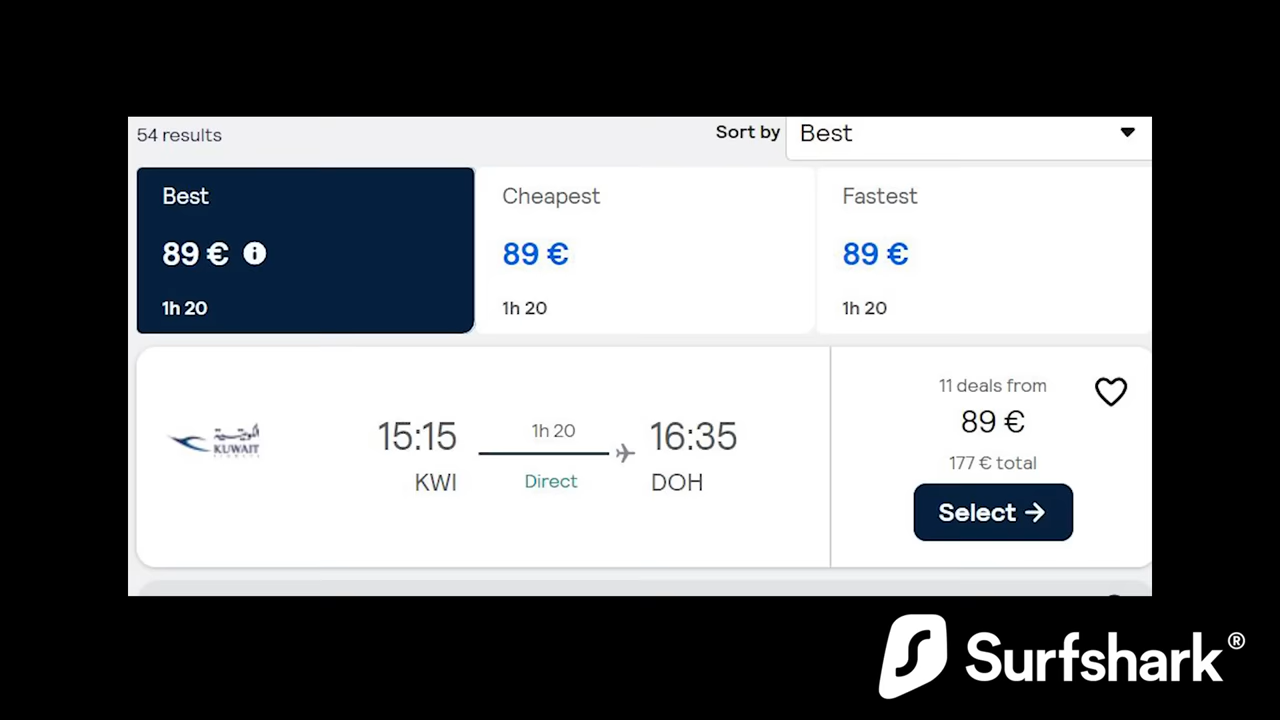 54 results
Sort by
Best
Best
Cheapest
Fastest
89 €
89 €
89 €
1h 20
1h 20
1h 20
الكويتية
KUWAIT
15:15
1h 20
16:35
KWI
Direct
DOH
11 deals from
89 €
177 € total
Select →
Surfshark®